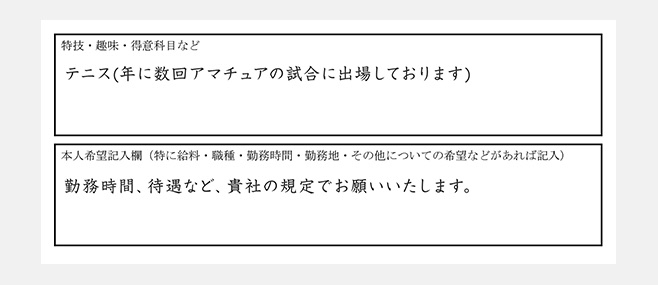 特技・趣味・得意科目など
テニス(年に数回アマチュアの試合に出場しております)
本人希望記入欄（特に給料・職種・勤務時間・勤務地・その他についての希望などがあれば記入）
勤務時間、待遇など、貴社の規定でお願いいたします。